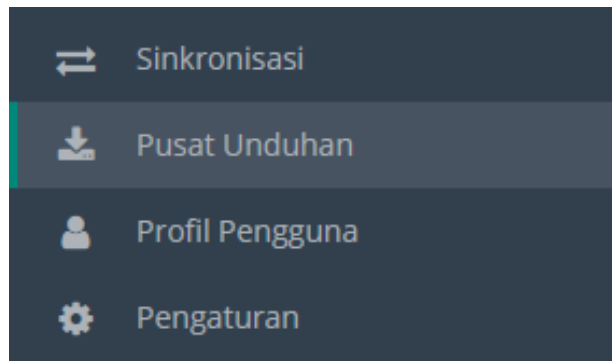 Sinkronisasi
Pusat Unduhan
Profil Pengguna
Pengaturan